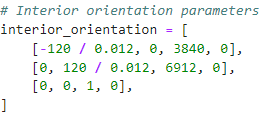 # Interior orientation parameters
interior_orientation = [
    [-120 / 0.012, 0, 3840, 0],
    [0, 120 / 0.012, 6912, 0],
    [0, 0, 1, 0],
]